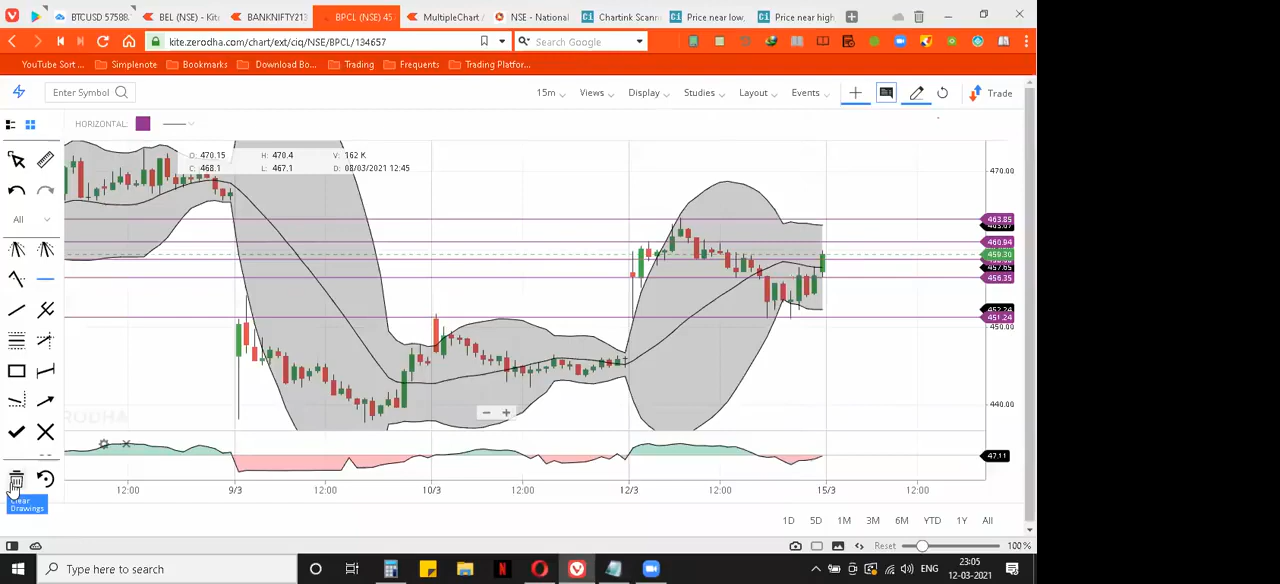 BTCUSD 57588.
BEL (NSE) - Kite
BANKNIFTY213
BPCL (NSE) 45
MultipleChart /
NSE - National
Chartink Scann
Price near low,
Price near high
kite.zerodha.com/chart/ext/ciq/NSE/BPCL/134657
Search Google
YouTube Sort ...
Simplenote
Bookmarks
Download Bo...
Trading
Frequents
Trading Platfor...
Enter Symbol
15m
Views
Display
Studies
Layout
Events
Trade
HORIZONTAL:
O: 470.15 H: 470.4 V: 162 K
C: 468.1 L: 467.1 D: 08/03/2021 12:45
All
470.00
463.85
460.94
459.30
457.65
456.35
452.24
451.24
450.00
440.00
47.11
12:00 9/3 12:00 10/3 12:00 12/3 12:00 15/3 12:00
Clear
Drawings
1D 5D 1M 3M 6M YTD 1Y All
Reset
100 %
Type here to search
ENG
23:05
12-03-2021